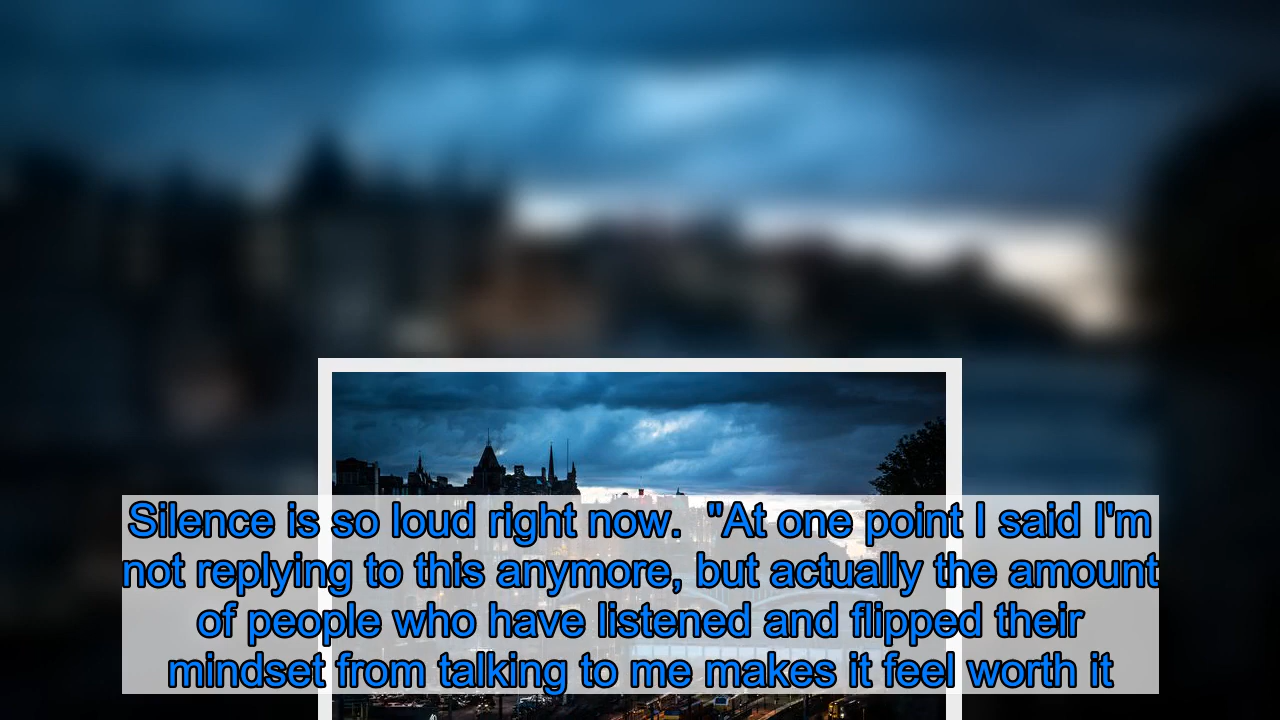 Silence is so loud right now.  "At one point I said I'm
not replying to this anymore, but actually the amount
of people who have listened and flipped their
mindset from talking to me makes it feel worth it